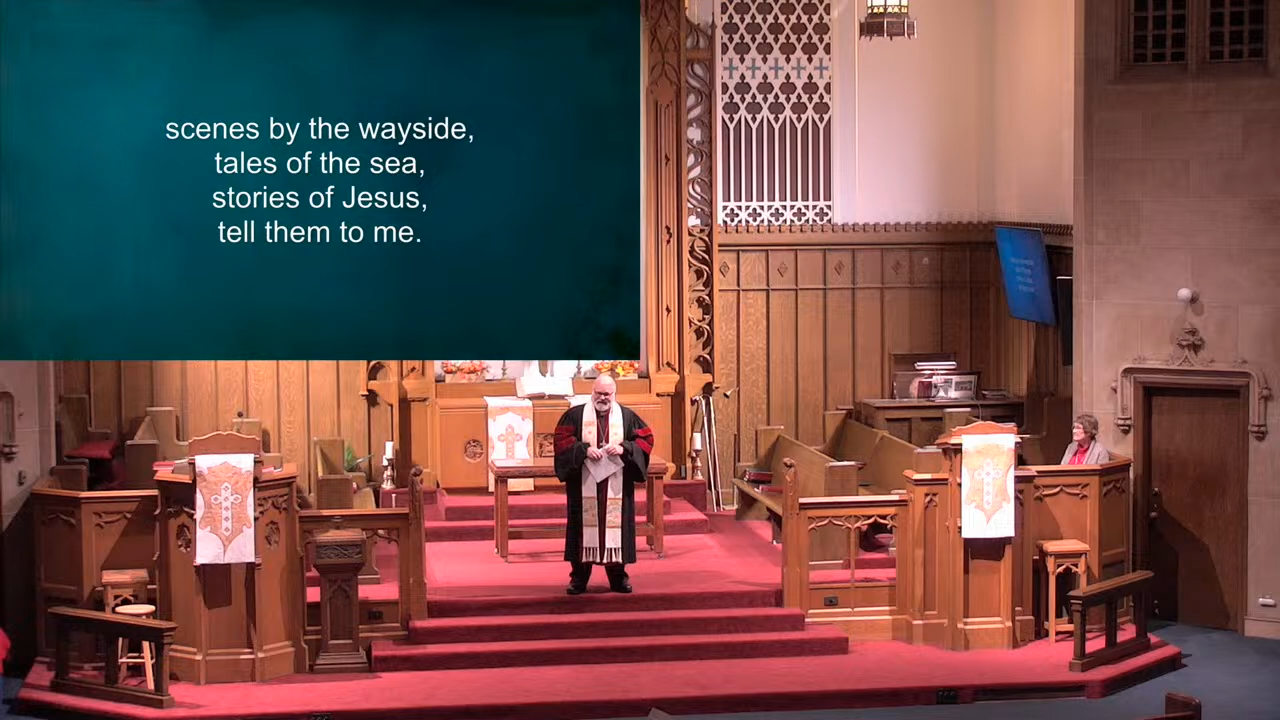 scenes by the wayside,
tales of the sea,
stories of Jesus,
tell them to me.